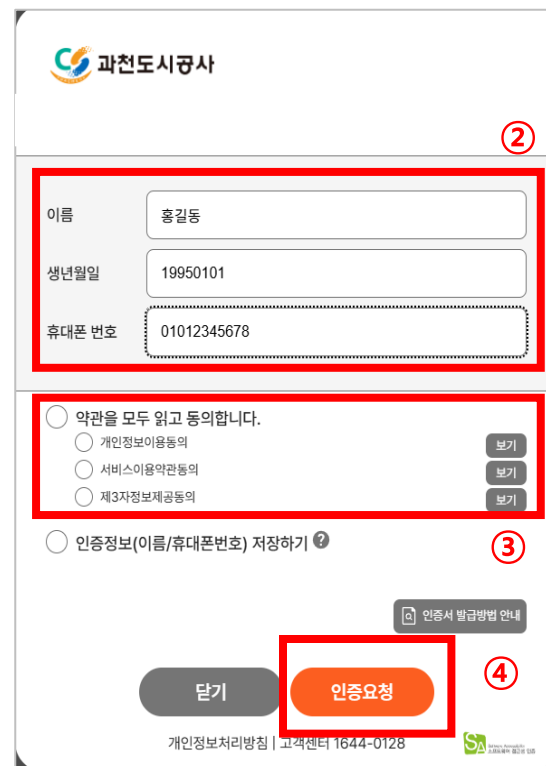 과천도시공사
②
이름 홍길동
생년월일 19950101
휴대폰 번호 01012345678
약관을 모두 읽고 동의합니다.
개인정보이용동의 보기
서비스이용약관동의 보기
제3자정보제공동의 보기
인증정보(이름/휴대폰번호) 저장하기 ?
③
인증서 발급방법 안내
④
닫기 인증요청
개인정보처리방침 | 고객센터 1644-0128
SA